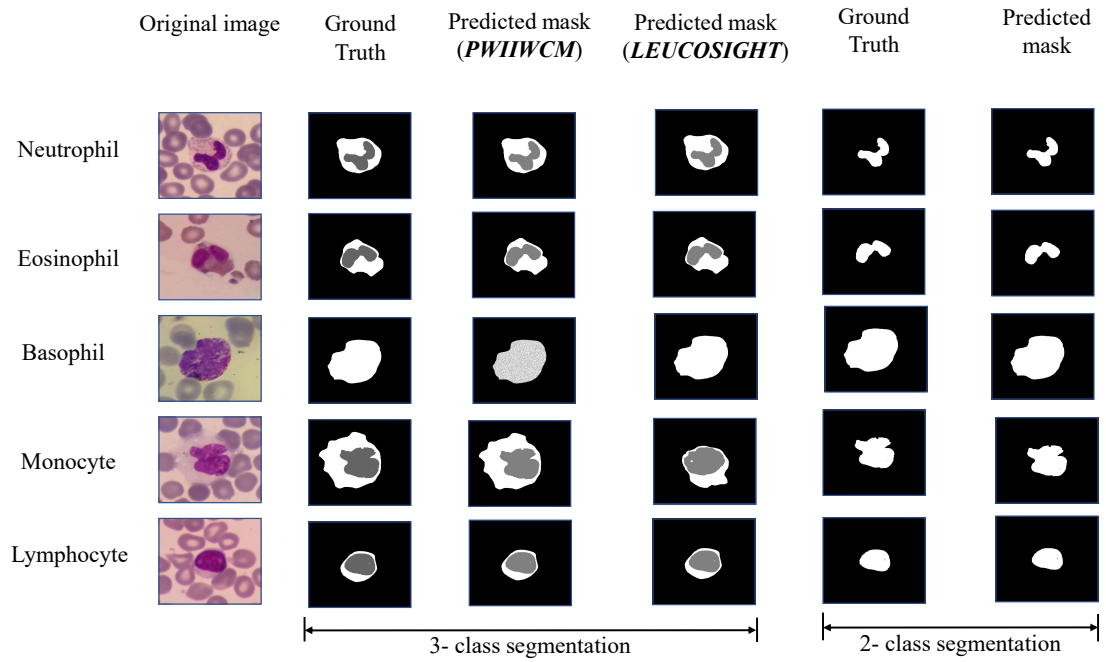 Original image
Ground
Truth
Predicted mask
(PWIIWCM)
Predicted mask
(LEUCOSIGHT)
Ground
Truth
Predicted
mask
Neutrophil
Eosinophil
Basophil
Monocyte
Lymphocyte
3- class segmentation
2- class segmentation